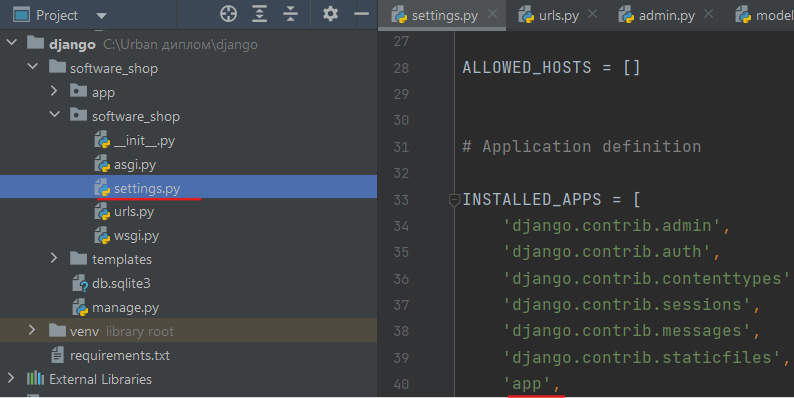 Project
django C:\Urban диплом\django
software_shop
app
software_shop
__init__.py
asgi.py
settings.py
urls.py
wsgi.py
templates
db.sqlite3
manage.py
venv library root
requirements.txt
External Libraries
settings.py urls.py admin.py model
27
28 ALLOWED_HOSTS = []
29
30
31 # Application definition
32
33 INSTALLED_APPS = [
34 'django.contrib.admin',
35 'django.contrib.auth',
36 'django.contrib.contenttypes'
37 'django.contrib.sessions',
38 'django.contrib.messages',
39 'django.contrib.staticfiles',
40 'app',